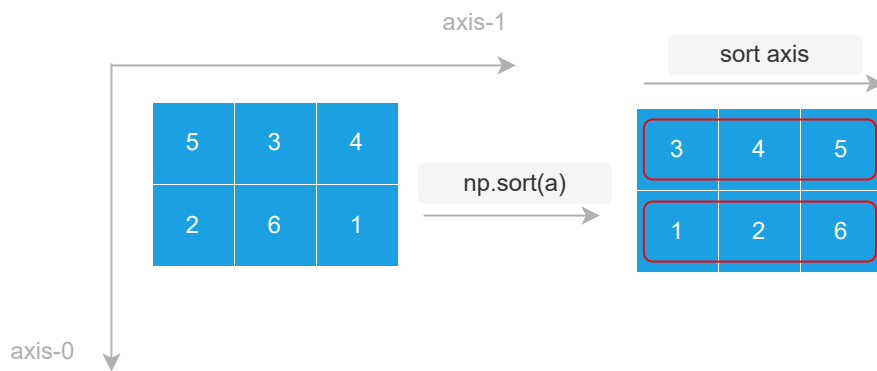 axis-1
sort axis
5 3 4
3 4 5
np.sort(a)
2 6 1
1 2 6
axis-0